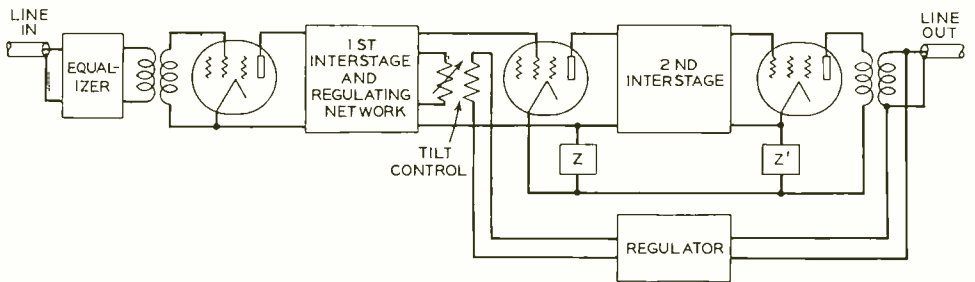 LINE
IN
EQUAL-
IZER
1 ST
INTERSTAGE
AND
REGULATING
NETWORK
TILT
CONTROL
2 ND
INTERSTAGE
Z
Z'
REGULATOR
LINE
OUT